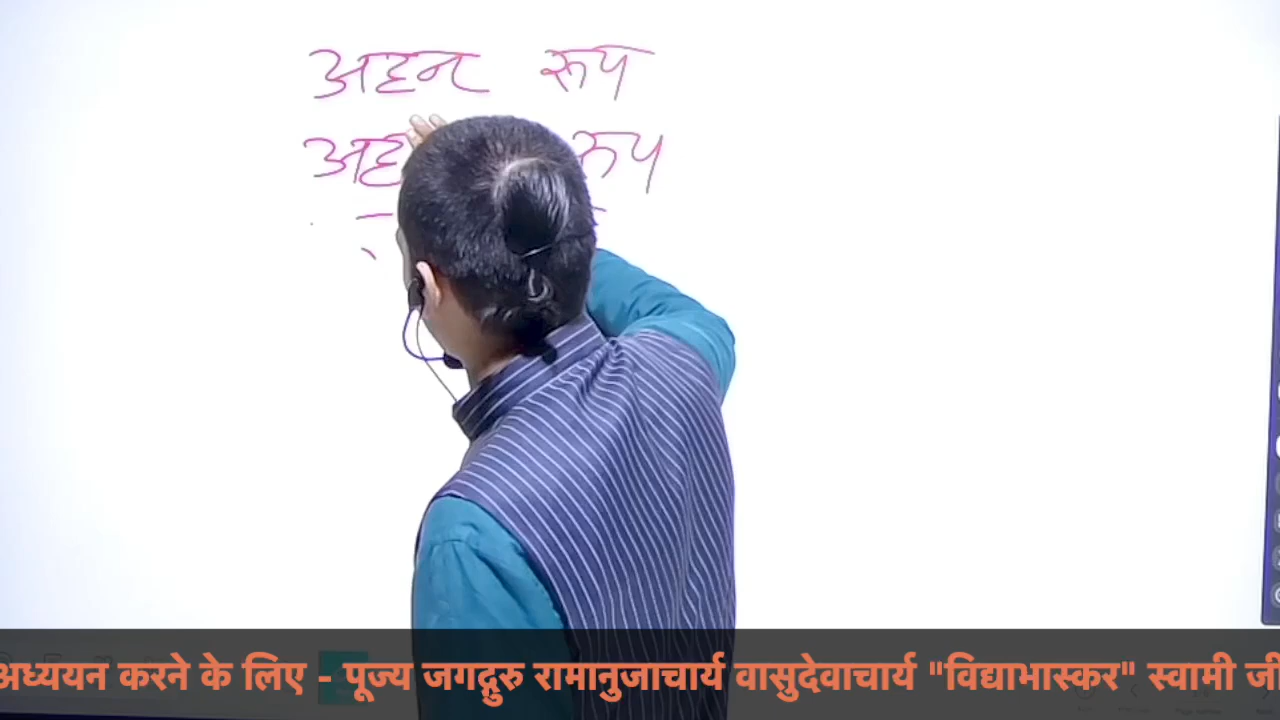 अहन् रूप
रूप
अध्ययन करने के लिए - पूज्य जगद्गुरु रामानुजाचार्य वासुदेवाचार्य "विद्याभास्कर" स्वामी जी